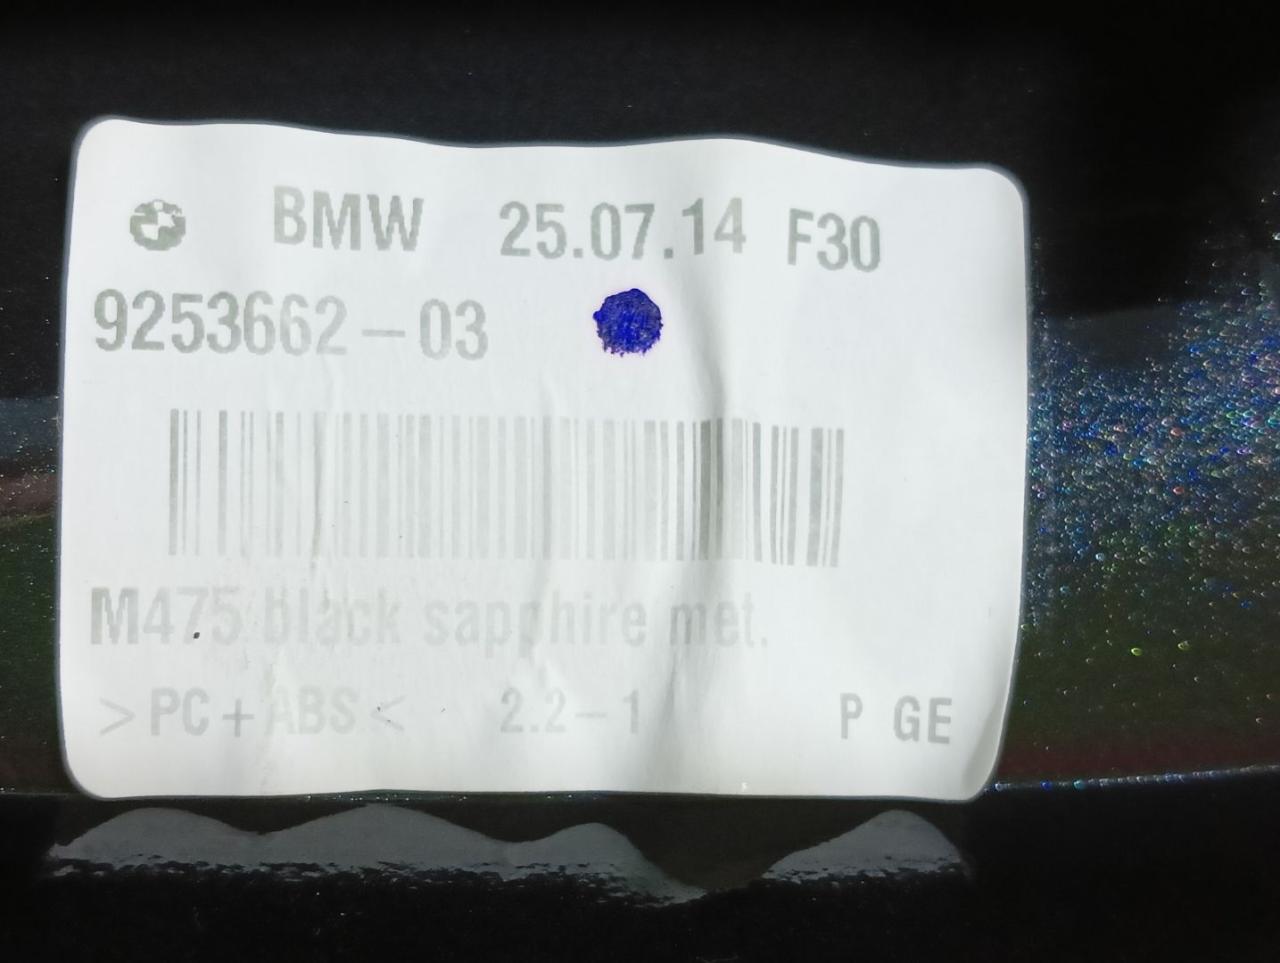 BMW 25.07.14 F30
9253662-03
M475 black sapphire met.
>PC+ABS< 2.2-1 P GE